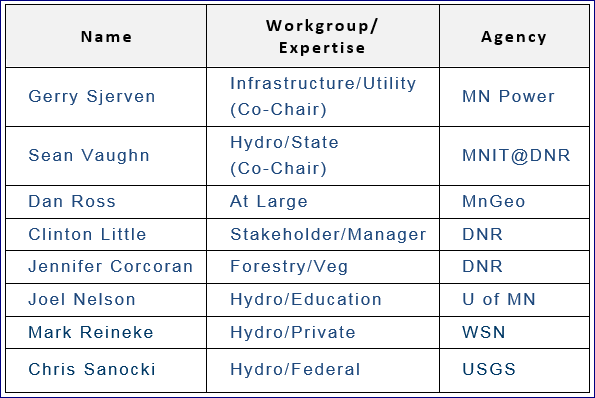 Name Workgroup/ Agency
Expertise
Gerry Sjerven Infrastructure/Utility MN Power
(Co-Chair)
Sean Vaughn Hydro/State MNIT@DNR
(Co-Chair)
Dan Ross At Large MnGeo
Clinton Little Stakeholder/Manager DNR
Jennifer Corcoran Forestry/Veg DNR
Joel Nelson Hydro/Education U of MN
Mark Reineke Hydro/Private WSN
Chris Sanocki Hydro/Federal USGS